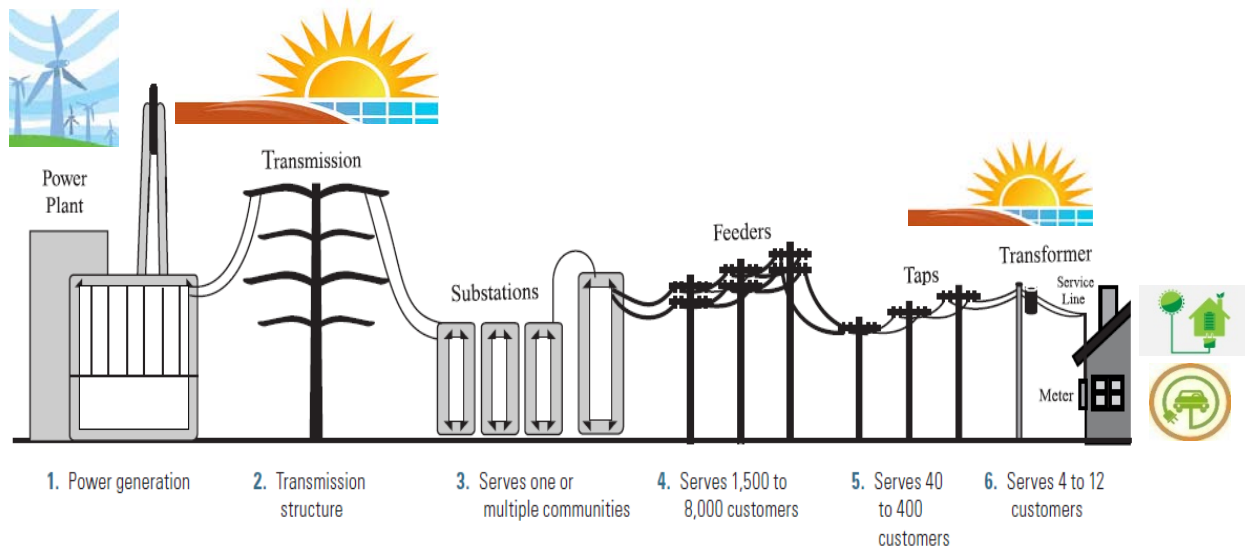 Power
Plant
Transmission
Substations
Feeders
Taps
Transformer
Service
Line
Meter
1. Power generation
2. Transmission
structure
3. Serves one or
multiple communities
4. Serves 1,500 to
8,000 customers
5. Serves 40
to 400
customers
6. Serves 4 to 12
customers